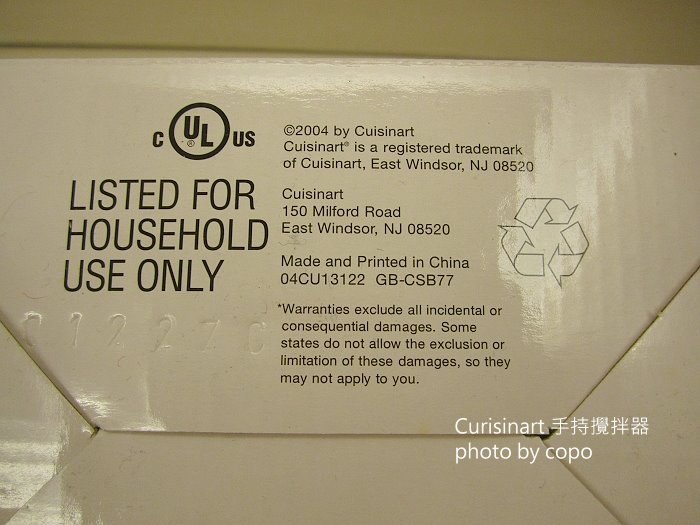 C UL US
®
LISTED FOR
HOUSEHOLD
USE ONLY
©2004 by Cuisinart
Cuisinart® is a registered trademark
of Cuisinart, East Windsor, NJ 08520
Cuisinart
150 Milford Road
East Windsor, NJ 08520
Made and Printed in China
04CU13122 GB-CSB77
*Warranties exclude all incidental or
consequential damages. Some
states do not allow the exclusion or
limitation of these damages, so they
may not apply to you.
Curisinart 手持攪拌器
photo by copo